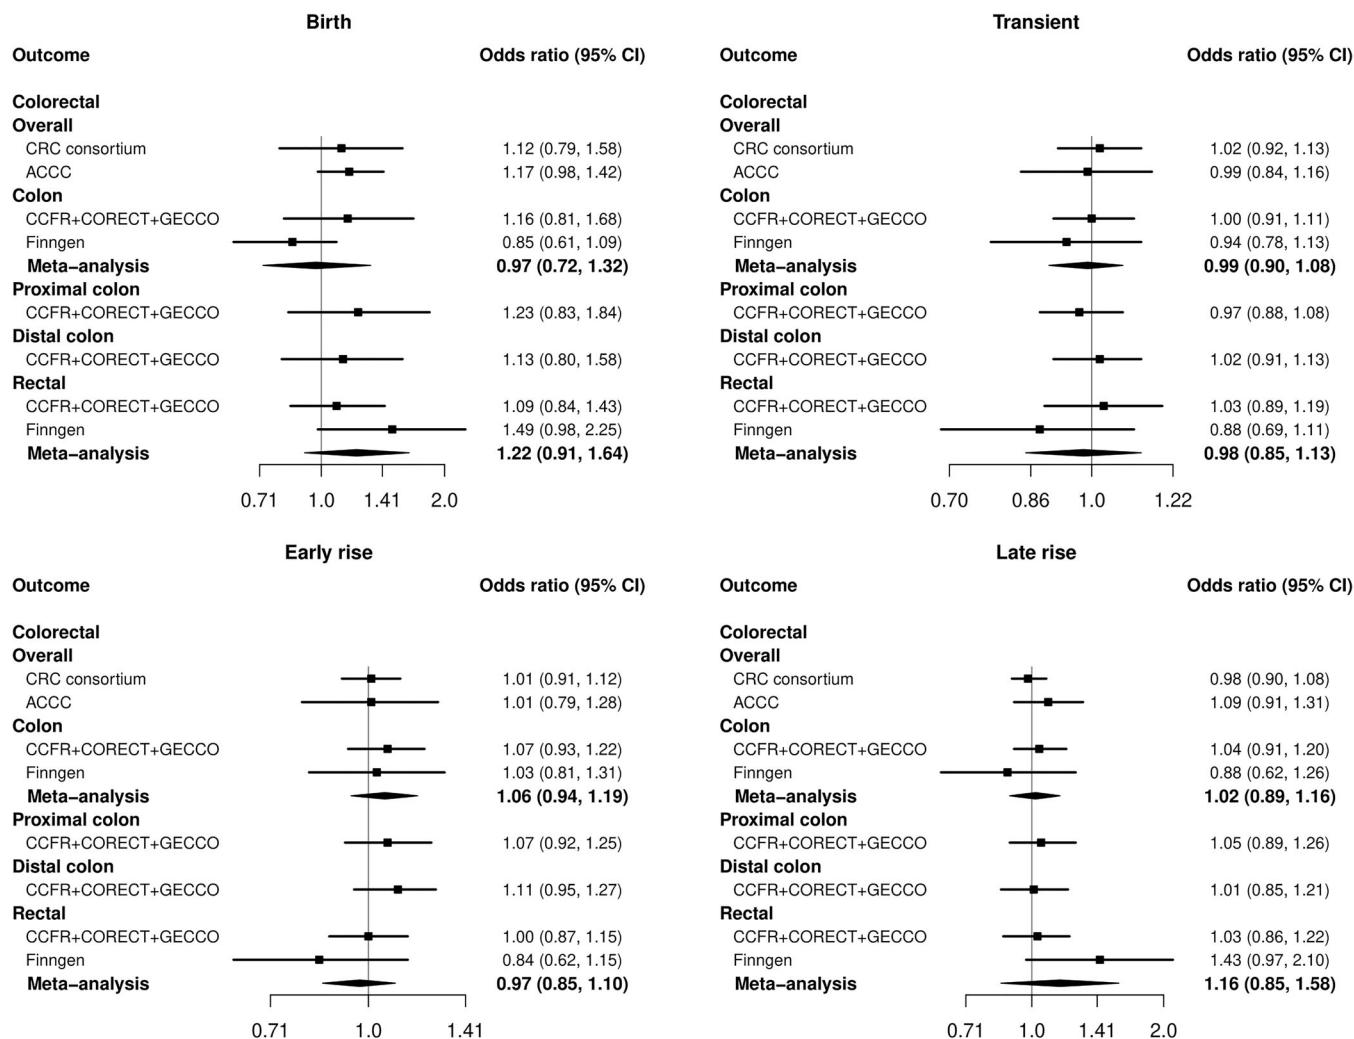 Birth
Outcome Odds ratio (95% CI)
Colorectal
Overall
CRC consortium 1.12 (0.79, 1.58)
ACCC 1.17 (0.98, 1.42)
Colon
CCFR+CORECT+GECCO 1.16 (0.81, 1.68)
Finngen 0.85 (0.61, 1.09)
Meta−analysis 0.97 (0.72, 1.32)
Proximal colon
CCFR+CORECT+GECCO 1.23 (0.83, 1.84)
Distal colon
CCFR+CORECT+GECCO 1.13 (0.80, 1.58)
Rectal
CCFR+CORECT+GECCO 1.09 (0.84, 1.43)
Finngen 1.49 (0.98, 2.25)
Meta−analysis 1.22 (0.91, 1.64)
0.71 1.0 1.41 2.0
Transient
Outcome Odds ratio (95% CI)
Colorectal
Overall
CRC consortium 1.02 (0.92, 1.13)
ACCC 0.99 (0.84, 1.16)
Colon
CCFR+CORECT+GECCO 1.00 (0.91, 1.11)
Finngen 0.94 (0.78, 1.13)
Meta−analysis 0.99 (0.90, 1.08)
Proximal colon
CCFR+CORECT+GECCO 0.97 (0.88, 1.08)
Distal colon
CCFR+CORECT+GECCO 1.02 (0.91, 1.13)
Rectal
CCFR+CORECT+GECCO 1.03 (0.89, 1.19)
Finngen 0.88 (0.69, 1.11)
Meta−analysis 0.98 (0.85, 1.13)
0.70 0.86 1.0 1.22
Early rise
Outcome Odds ratio (95% CI)
Colorectal
Overall
CRC consortium 1.01 (0.91, 1.12)
ACCC 1.01 (0.79, 1.28)
Colon
CCFR+CORECT+GECCO 1.07 (0.93, 1.22)
Finngen 1.03 (0.81, 1.31)
Meta−analysis 1.06 (0.94, 1.19)
Proximal colon
CCFR+CORECT+GECCO 1.07 (0.92, 1.25)
Distal colon
CCFR+CORECT+GECCO 1.11 (0.95, 1.27)
Rectal
CCFR+CORECT+GECCO 1.00 (0.87, 1.15)
Finngen 0.84 (0.62, 1.15)
Meta−analysis 0.97 (0.85, 1.10)
0.71 1.0 1.41
Late rise
Outcome Odds ratio (95% CI)
Colorectal
Overall
CRC consortium 0.98 (0.90, 1.08)
ACCC 1.09 (0.91, 1.31)
Colon
CCFR+CORECT+GECCO 1.04 (0.91, 1.20)
Finngen 0.88 (0.62, 1.26)
Meta−analysis 1.02 (0.89, 1.16)
Proximal colon
CCFR+CORECT+GECCO 1.05 (0.89, 1.26)
Distal colon
CCFR+CORECT+GECCO 1.01 (0.85, 1.21)
Rectal
CCFR+CORECT+GECCO 1.03 (0.86, 1.22)
Finngen 1.43 (0.97, 2.10)
Meta−analysis 1.16 (0.85, 1.58)
0.71 1.0 1.41 2.0